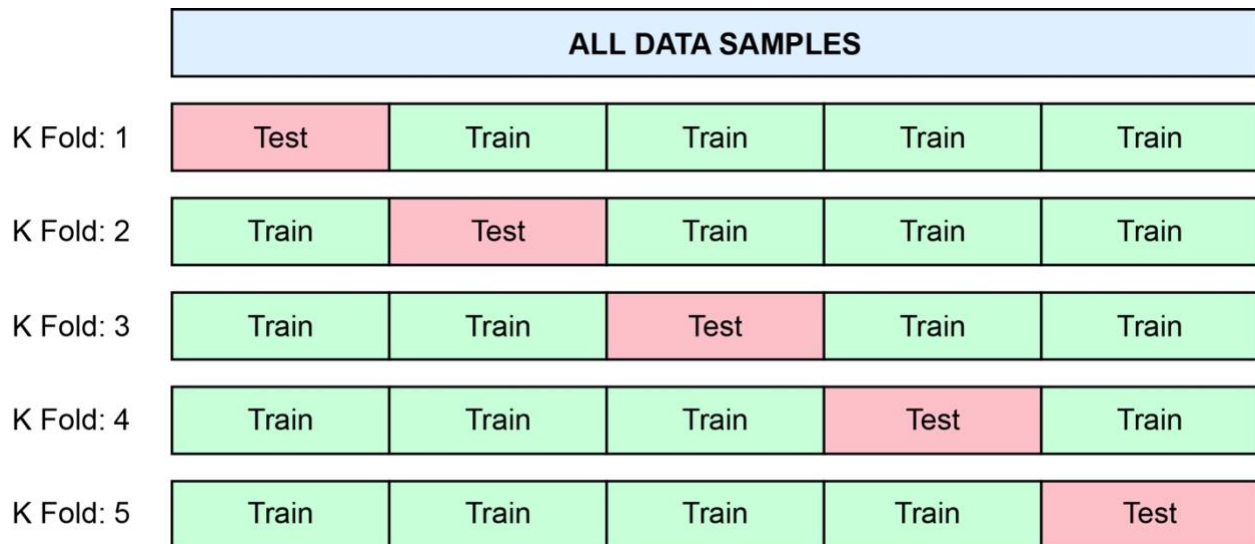 ALL DATA SAMPLES
K Fold: 1 Test Train Train Train Train
K Fold: 2 Train Test Train Train Train
K Fold: 3 Train Train Test Train Train
K Fold: 4 Train Train Train Test Train
K Fold: 5 Train Train Train Train Test